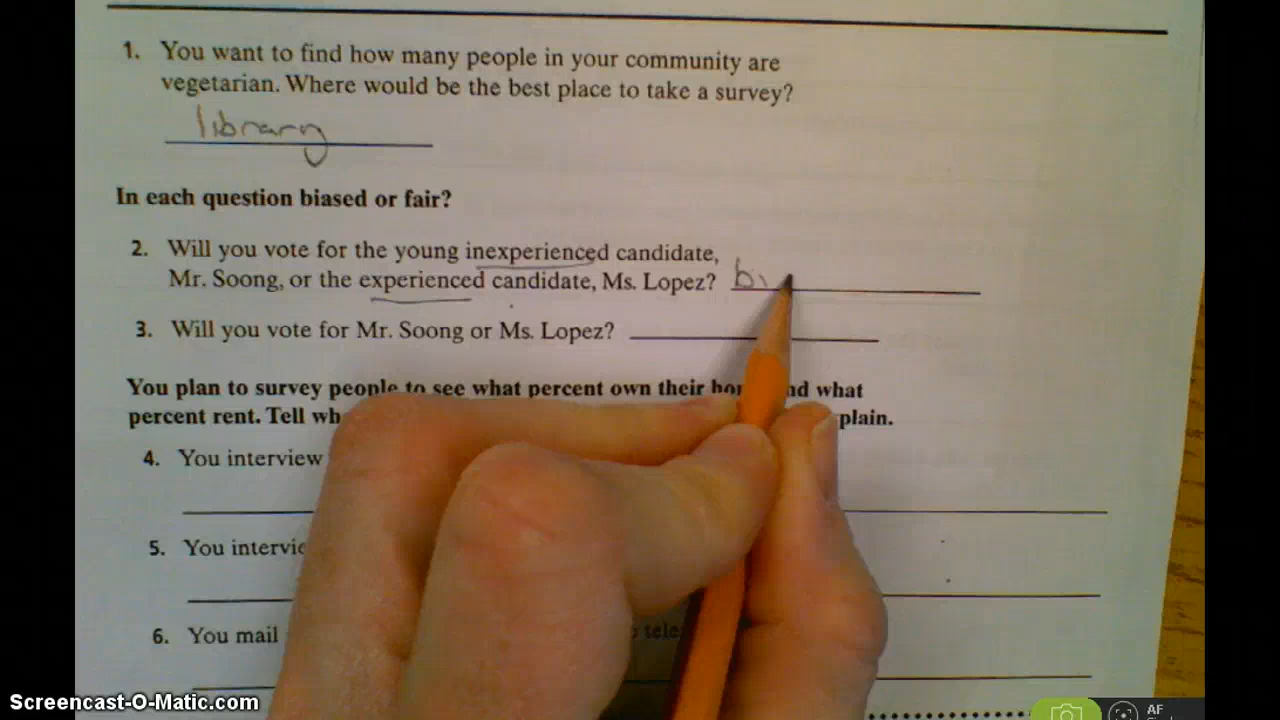 1. You want to find how many people in your community are
vegetarian. Where would be the best place to take a survey?
library
In each question biased or fair?
2. Will you vote for the young inexperienced candidate,
Mr. Soong, or the experienced candidate, Ms. Lopez? bi
3. Will you vote for Mr. Soong or Ms. Lopez?
You plan to survey people to see what percent own their and what
percent rent. Tell plain.
4. You interview
5. You
6. You mail
Screencast-O-Matic.com
AF